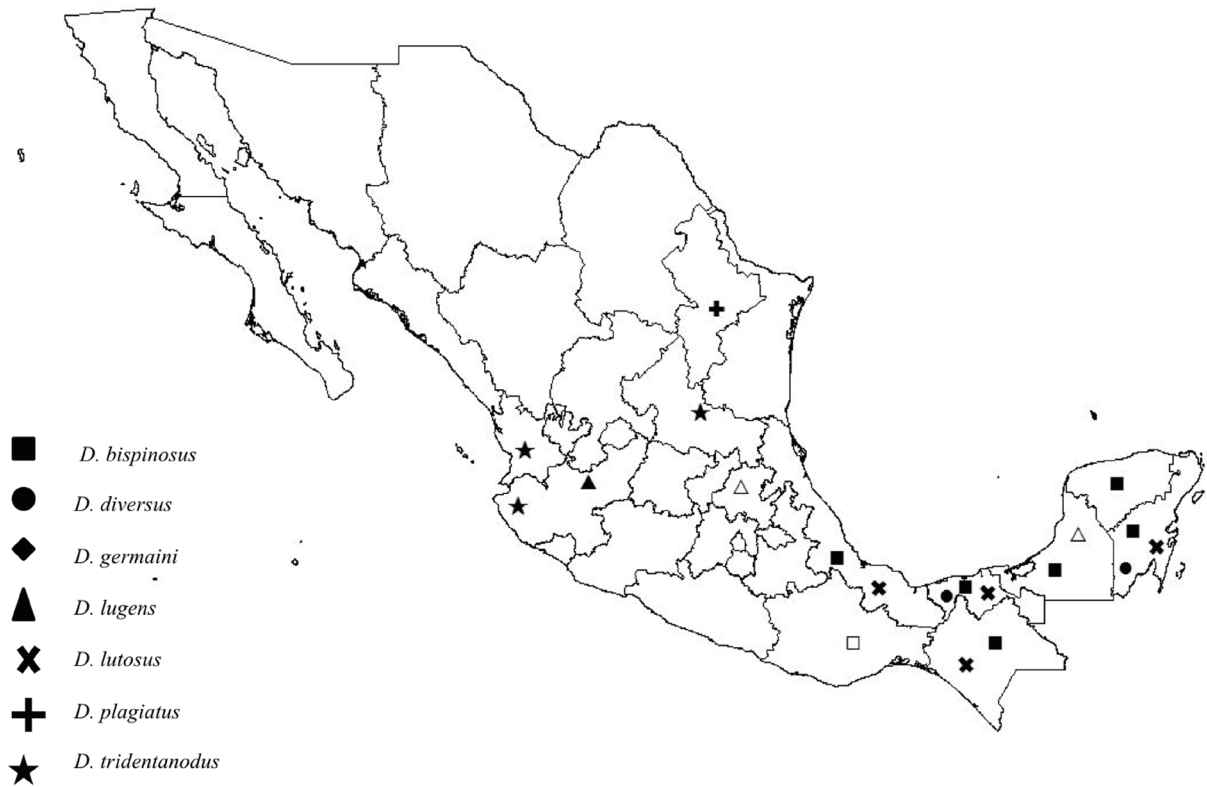 D. bispinosus
D. diversus
D. germaini
D. lugens
D. lutosus
D. plagiatus
D. tridentanodus